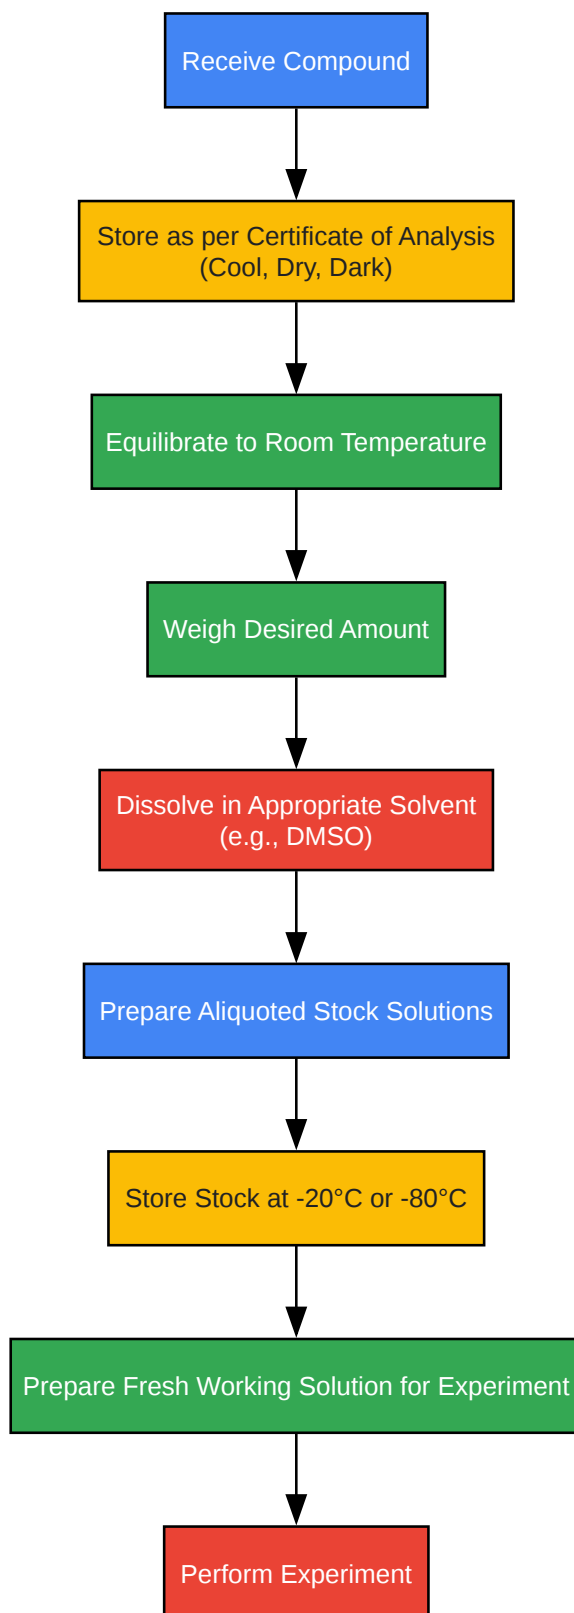 Receive Compound
Store as per Certificate of Analysis
(Cool, Dry, Dark)
Equilibrate to Room Temperature
Weigh Desired Amount
Dissolve in Appropriate Solvent
(e.g., DMSO)
Prepare Aliquoted Stock Solutions
Store Stock at -20°C or -80°C
Prepare Fresh Working Solution for Experiment
Perform Experiment